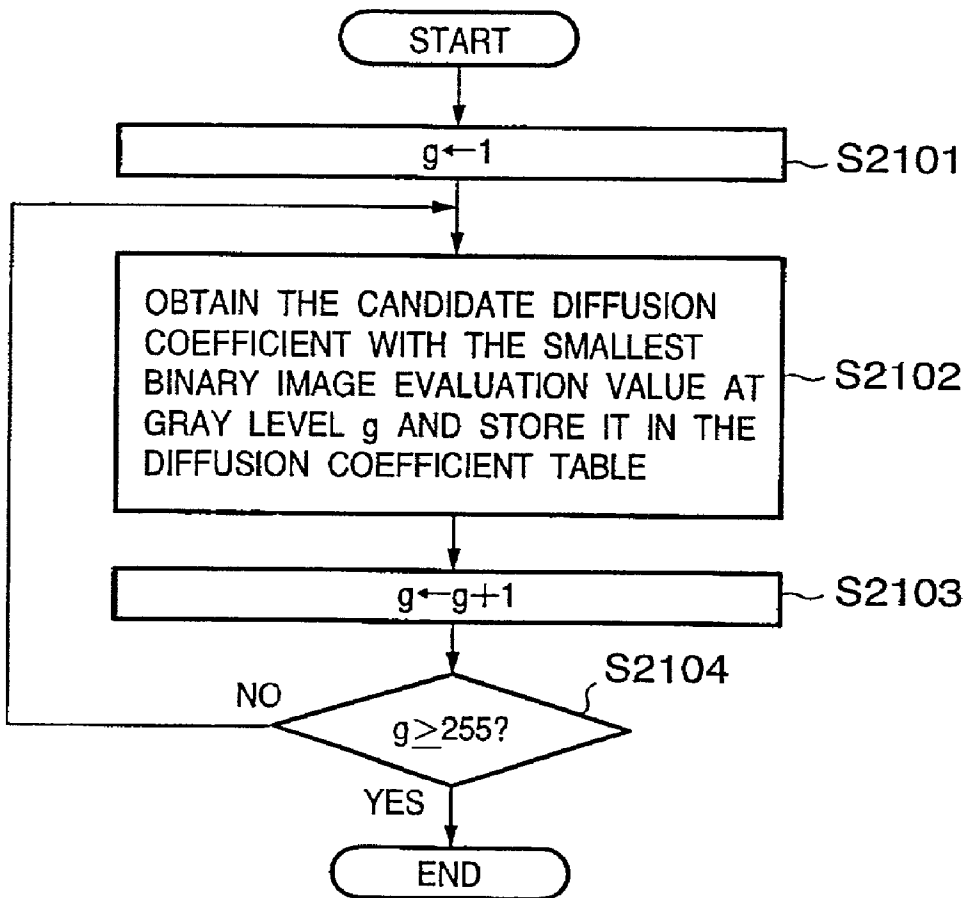 START
g←1
S2101
OBTAIN THE CANDIDATE DIFFUSION
COEFFICIENT WITH THE SMALLEST
BINARY IMAGE EVALUATION VALUE AT
GRAY LEVEL g AND STORE IT IN THE
DIFFUSION COEFFICIENT TABLE
S2102
g←g+1
S2103
S2104
NO
g≥255?
YES
END